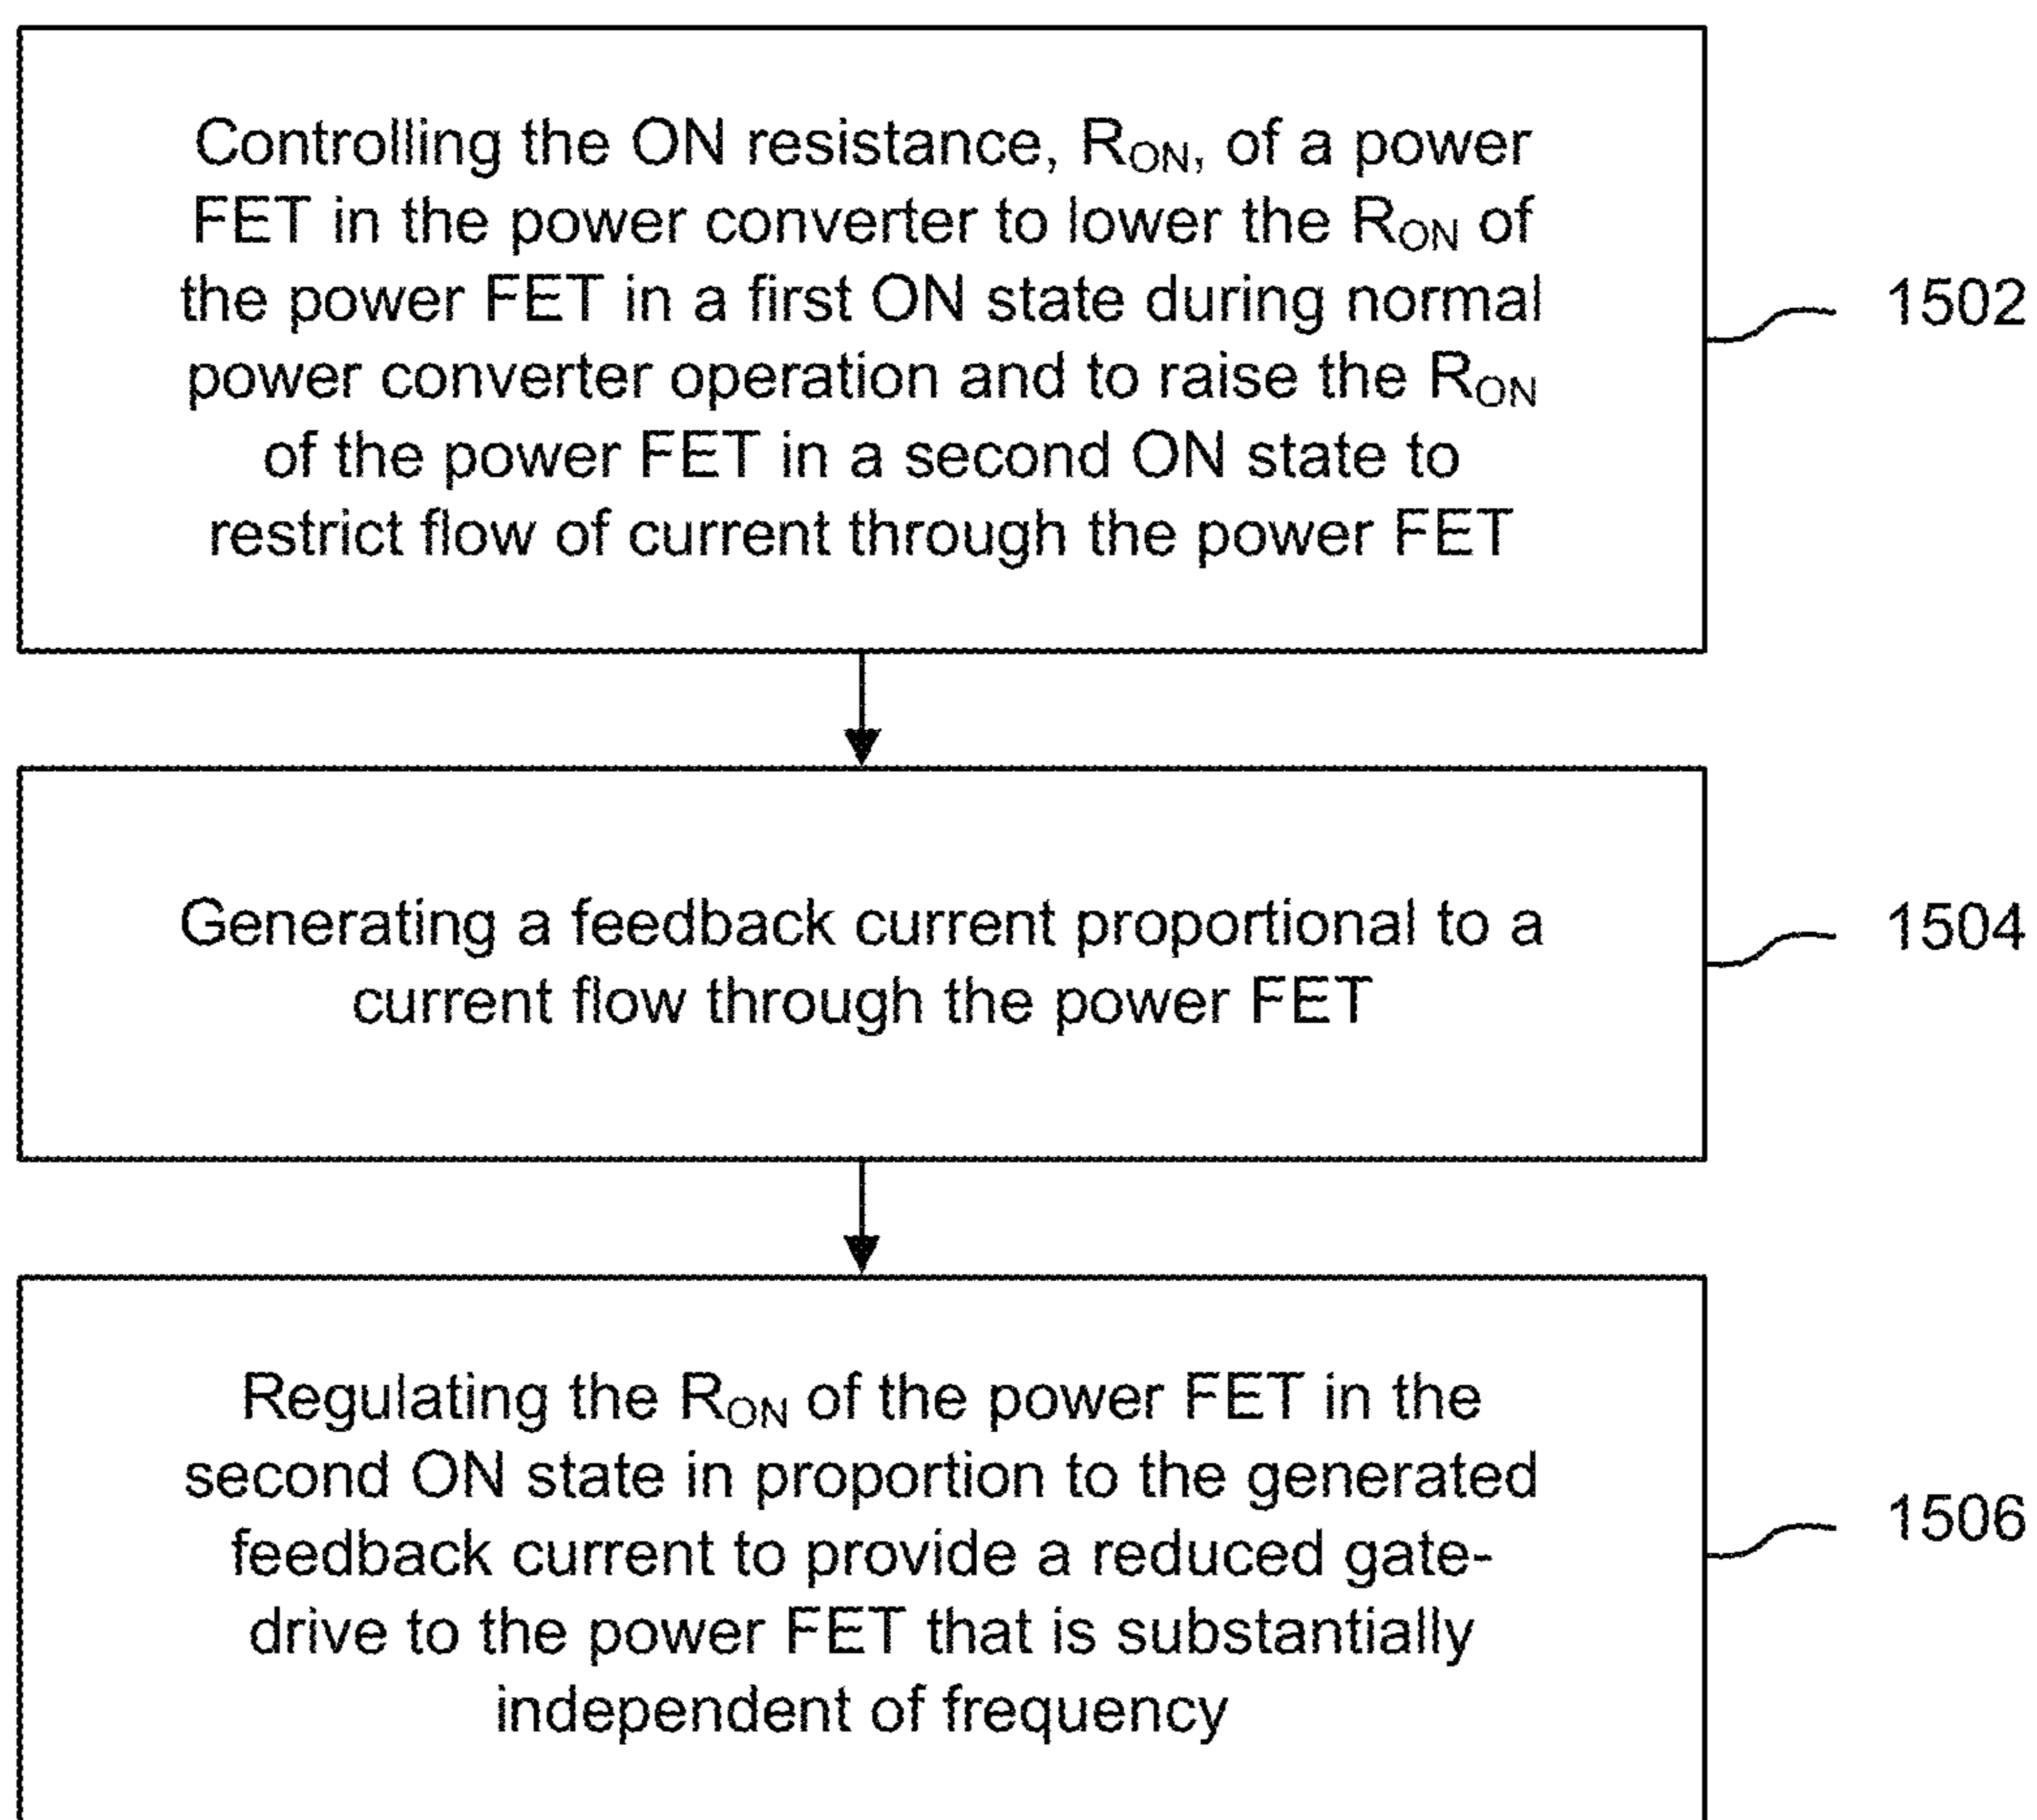 Controlling the ON resistance, R_ON, of a power
FET in the power converter to lower the R_ON of
the power FET in a first ON state during normal
power converter operation and to raise the R_ON
of the power FET in a second ON state to
restrict flow of current through the power FET
1502
Generating a feedback current proportional to a
current flow through the power FET
1504
Regulating the R_ON of the power FET in the
second ON state in proportion to the generated
feedback current to provide a reduced gate-
drive to the power FET that is substantially
independent of frequency
1506